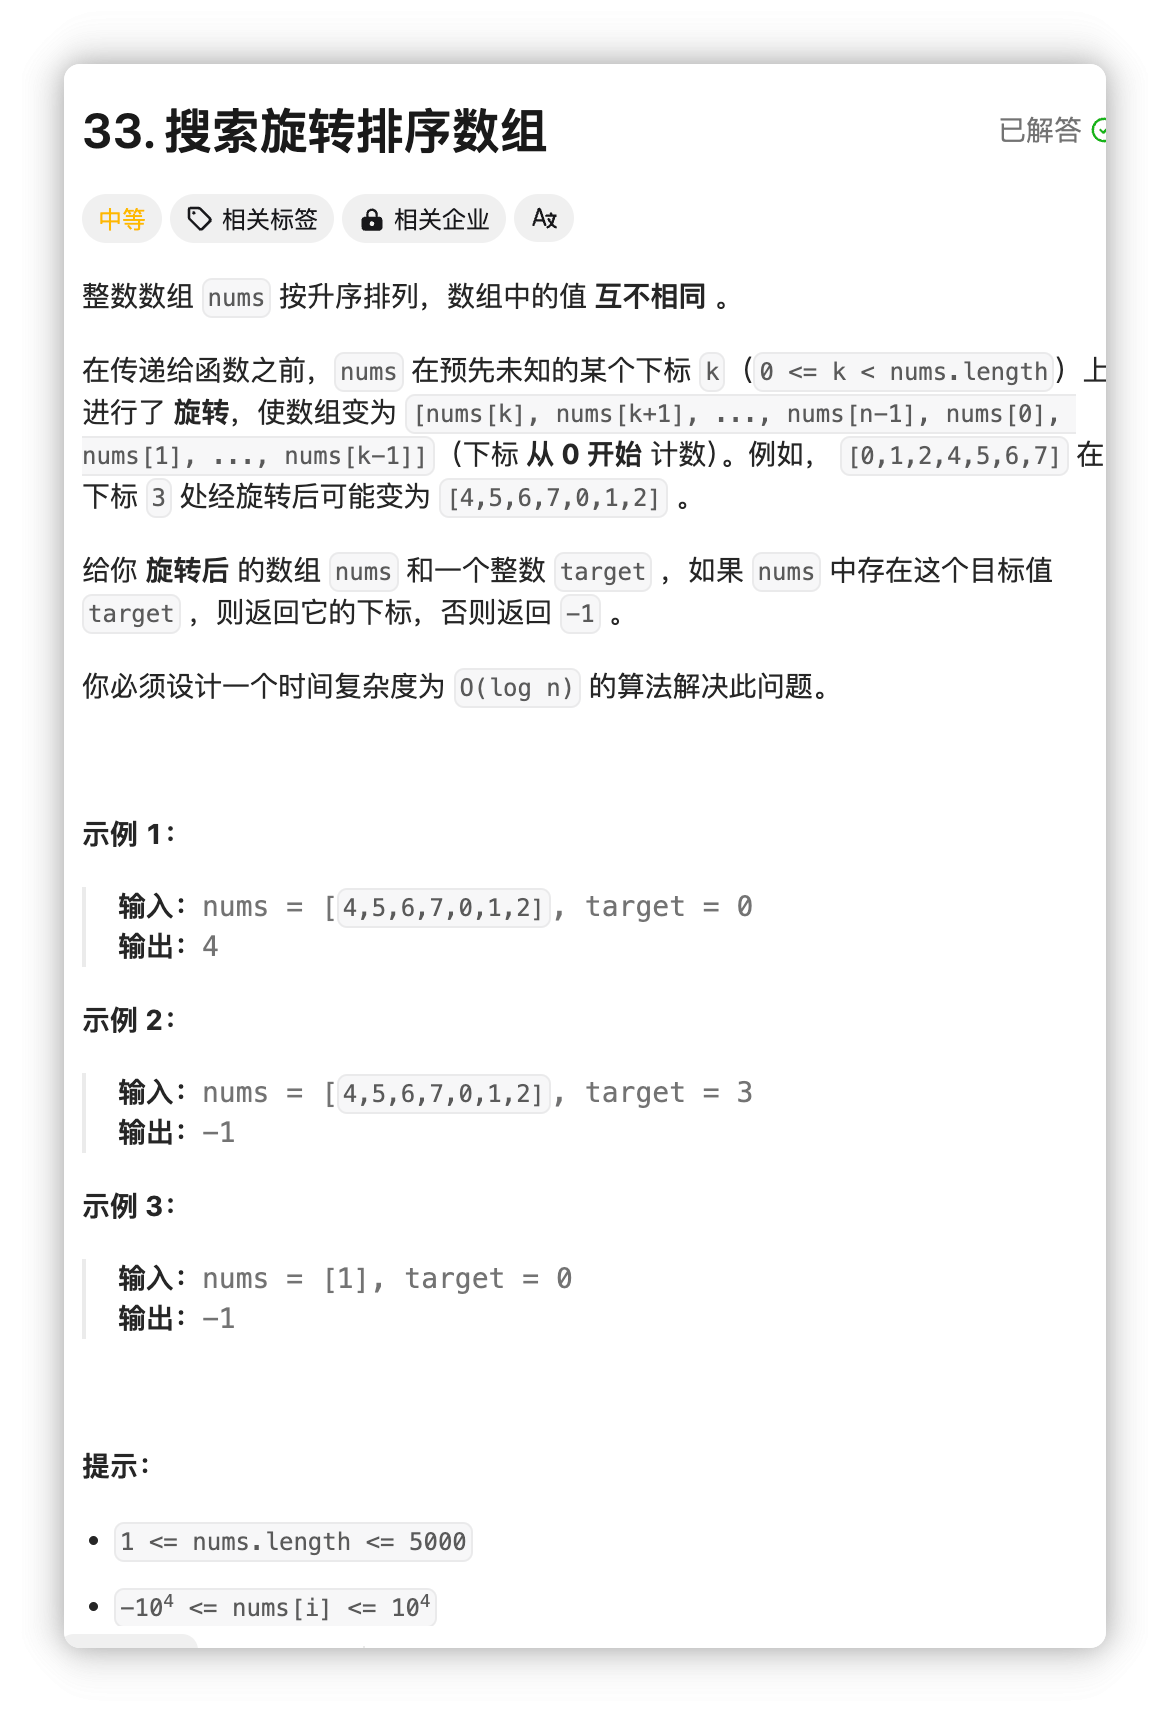 33. 搜索旋转排序数组
已解答
中等 相关标签 相关企业
整数数组 nums 按升序排列，数组中的值 互不相同 。
在传递给函数之前，nums 在预先未知的某个下标 k（0 <= k < nums.length）上
进行了 旋转，使数组变为 [nums[k], nums[k+1], ..., nums[n-1], nums[0],
nums[1], ..., nums[k-1]]（下标 从 0 开始 计数）。例如， [0,1,2,4,5,6,7] 在
下标 3 处经旋转后可能变为 [4,5,6,7,0,1,2] 。
给你 旋转后 的数组 nums 和一个整数 target ，如果 nums 中存在这个目标值
target ，则返回它的下标，否则返回 -1 。
你必须设计一个时间复杂度为 O(log n) 的算法解决此问题。
示例 1：
输入：nums = [4,5,6,7,0,1,2], target = 0
输出：4
示例 2：
输入：nums = [4,5,6,7,0,1,2], target = 3
输出：-1
示例 3：
输入：nums = [1], target = 0
输出：-1
提示：
• 1 <= nums.length <= 5000
• -10⁴ <= nums[i] <= 10⁴